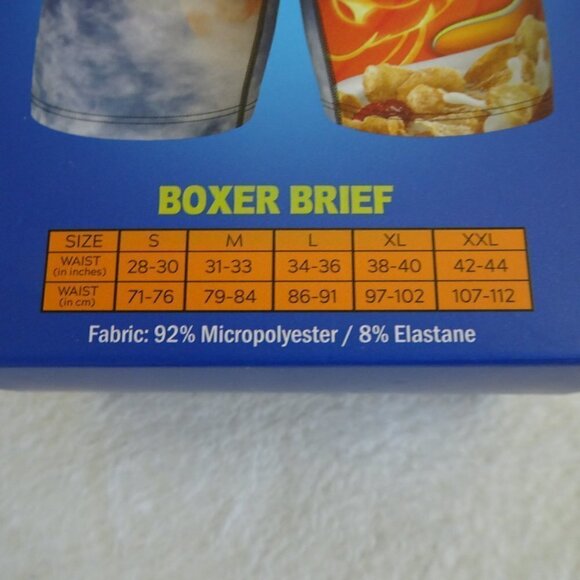 BOXER BRIEF
SIZE S M L XL XXL
WAIST (in inches) 28-30 31-33 34-36 38-40 42-44
WAIST (in cm) 71-76 79-84 86-91 97-102 107-112
Fabric: 92% Micropolyester / 8% Elastane